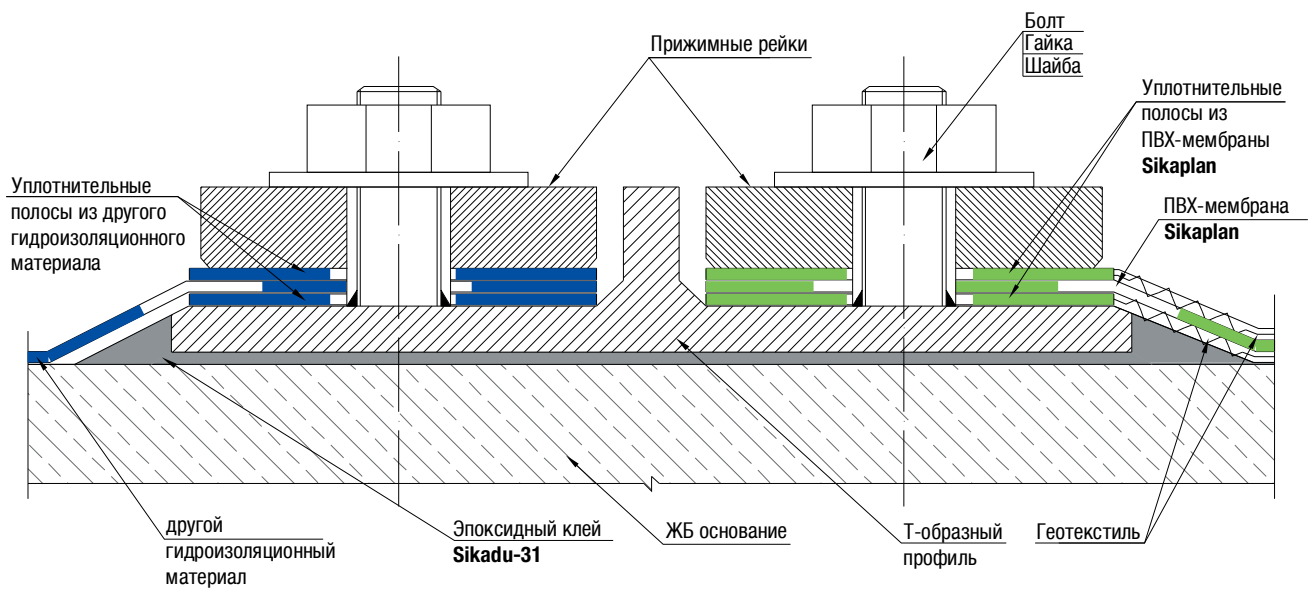 Болт
Гайка
Шайба
Прижимные рейки
Уплотнительные
полосы из
ПВХ-мембраны
Sikaplan
Уплотнительные
полосы из другого
гидроизоляционного
материала
ПВХ-мембрана
Sikaplan
другой
гидроизоляционный
материал
Эпоксидный клей
Sikadu-31
ЖБ основание
Т-образный
профиль
Геотекстиль